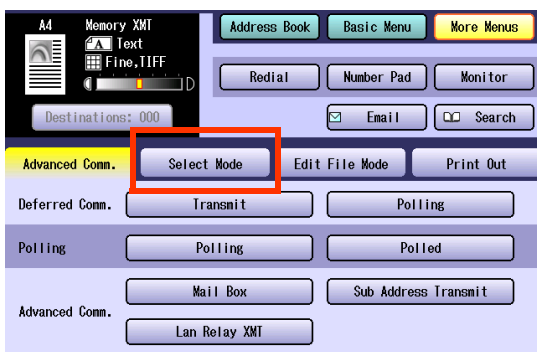 A4 Memory XMT Address Book Basic Menu More Menus
A Text
Fine,TIFF
D Redial Number Pad Monitor
Destinations: 000 Email Search
Advanced Comm. Select Mode Edit File Mode Print Out
Deferred Comm. Transmit Polling
Polling Polling Polled
Mail Box Sub Address Transmit
Advanced Comm.
Lan Relay XMT